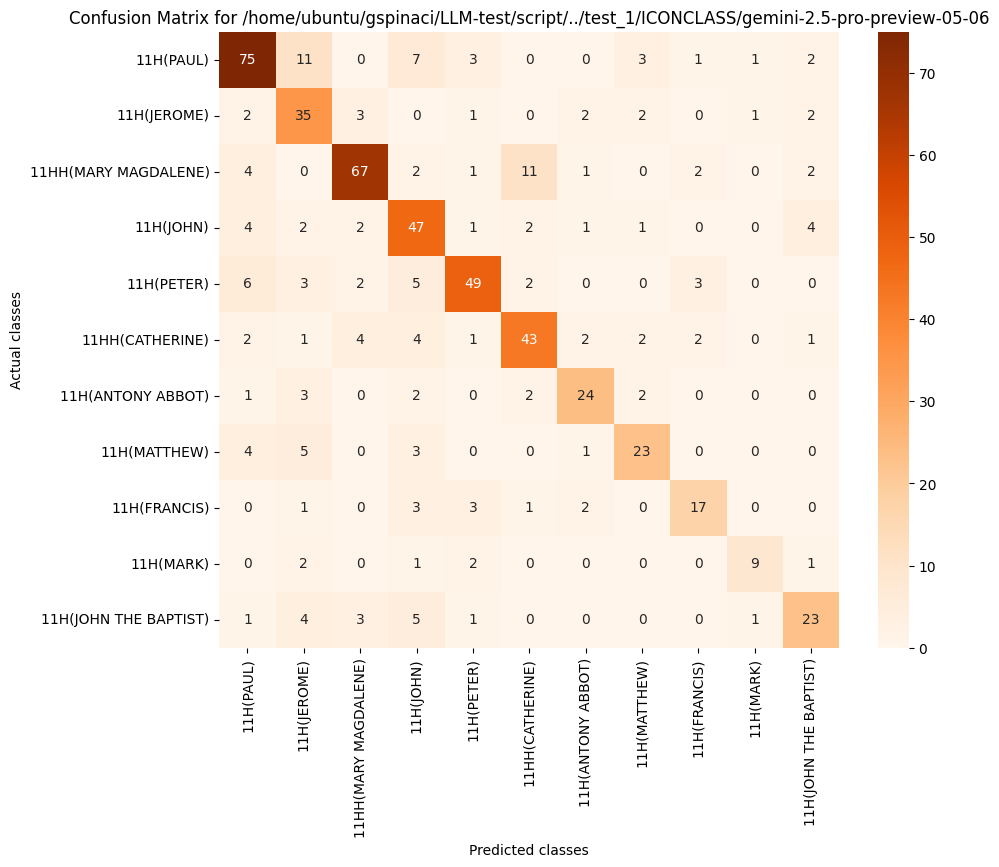 Confusion Matrix for /home/ubuntu/gspinaci/LLM-test/script/../test_1/ICONCLASS/gemini-2.5-pro-preview-05-06
Actual classes
11H(PAUL) 75 11 0 7 3 0 0 3 1 1 2
11H(JEROME) 2 35 3 0 1 0 2 2 0 1 2
11HH(MARY MAGDALENE) 4 0 67 2 1 11 1 0 2 0 2
11H(JOHN) 4 2 2 47 1 2 1 1 0 0 4
11H(PETER) 6 3 2 5 49 2 0 0 3 0 0
11HH(CATHERINE) 2 1 4 4 1 43 2 2 2 0 1
11H(ANTONY ABBOT) 1 3 0 2 0 2 24 2 0 0 0
11H(MATTHEW) 4 5 0 3 0 0 1 23 0 0 0
11H(FRANCIS) 0 1 0 3 3 1 2 0 17 0 0
11H(MARK) 0 2 0 1 2 0 0 0 0 9 1
11H(JOHN THE BAPTIST) 1 4 3 5 1 0 0 0 0 1 23
11H(PAUL)
11H(JEROME)
11HH(MARY MAGDALENE)
11H(JOHN)
11H(PETER)
11HH(CATHERINE)
11H(ANTONY ABBOT)
11H(MATTHEW)
11H(FRANCIS)
11H(MARK)
11H(JOHN THE BAPTIST)
Predicted classes
70
60
50
40
30
20
10
0